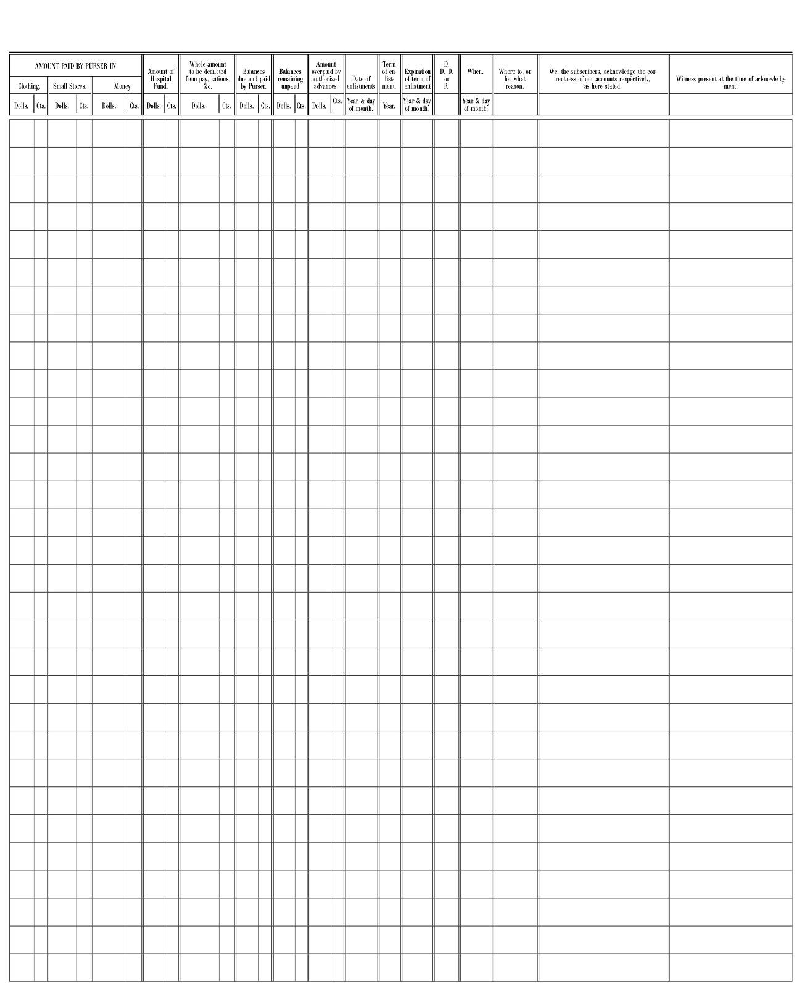 AMOUNT PAID BY PURSER IN
Clothing.
Small Stores.
Money.
Amount of
Hospital
Fund.
Whole amount
to be deducted
from pay, rations,
&c.
Balances
due and paid
by Purser.
Balances
remaining
unpaud
Amount
overpaid by
authorized
advances.
Date of
enlistments
Term
of en-
list-
ment.
Expiration
of term of
enlistment
D.
D. D.
or
R.
When.
Where to, or
for what
reason.
We, the subscribers, acknowledge the cor-
rectness of our accounts respectively,
as here stated.
Witness present at the time of acknowledg-
ment.
Dolls. Cts. Dolls. Cts. Dolls. Cts. Dolls. Cts. Dolls. Cts. Dolls. Cts. Dolls. Cts. Dolls. Cts.
Year & day
of month.
Year.
Year & day
of month.
Year & day
of month.